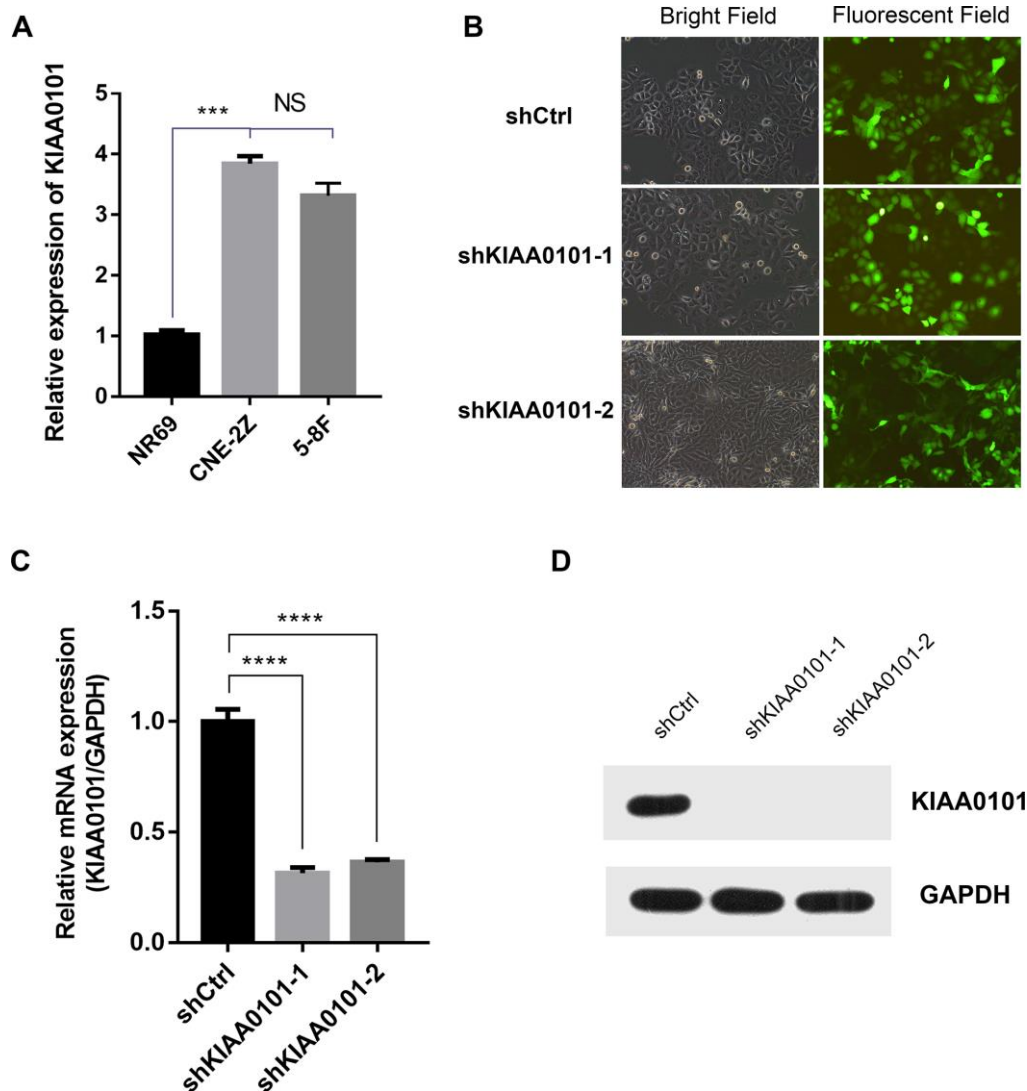 A
Relative expression of KIAA0101
5
4
3
2
1
0
***
NS
NR69
CNE-2Z
5-8F
B
Bright Field
Fluorescent Field
shCtrl
shKIAA0101-1
shKIAA0101-2
C
Relative mRNA expression
(KIAA0101/GAPDH)
1.5
1.0
0.5
0.0
****
****
shCtrl
shKIAA0101-1
shKIAA0101-2
D
shCtrl
shKIAA0101-1
shKIAA0101-2
KIAA0101
GAPDH